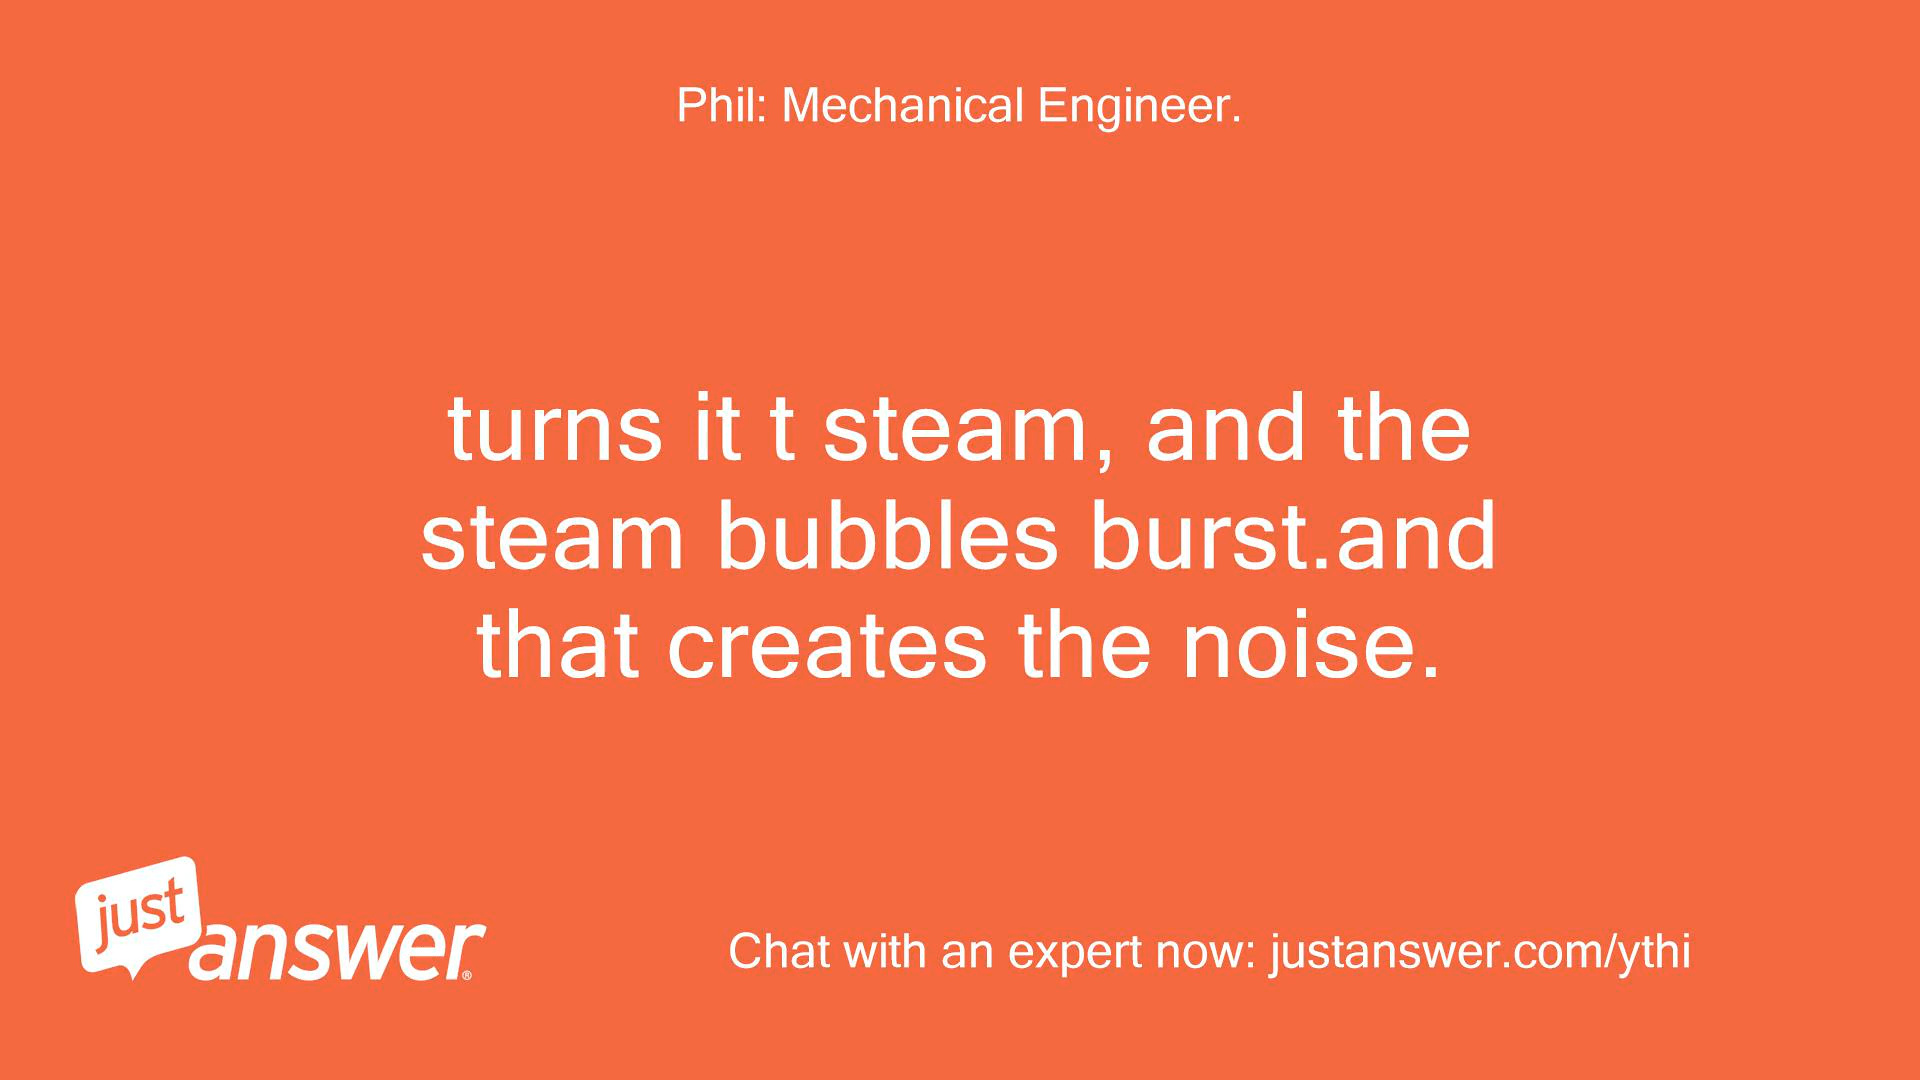 Phil: Mechanical Engineer.
turns it t steam, and the
steam bubbles burst.and
that creates the noise.
just
answer®
Chat with an expert now: justanswer.com/ythi